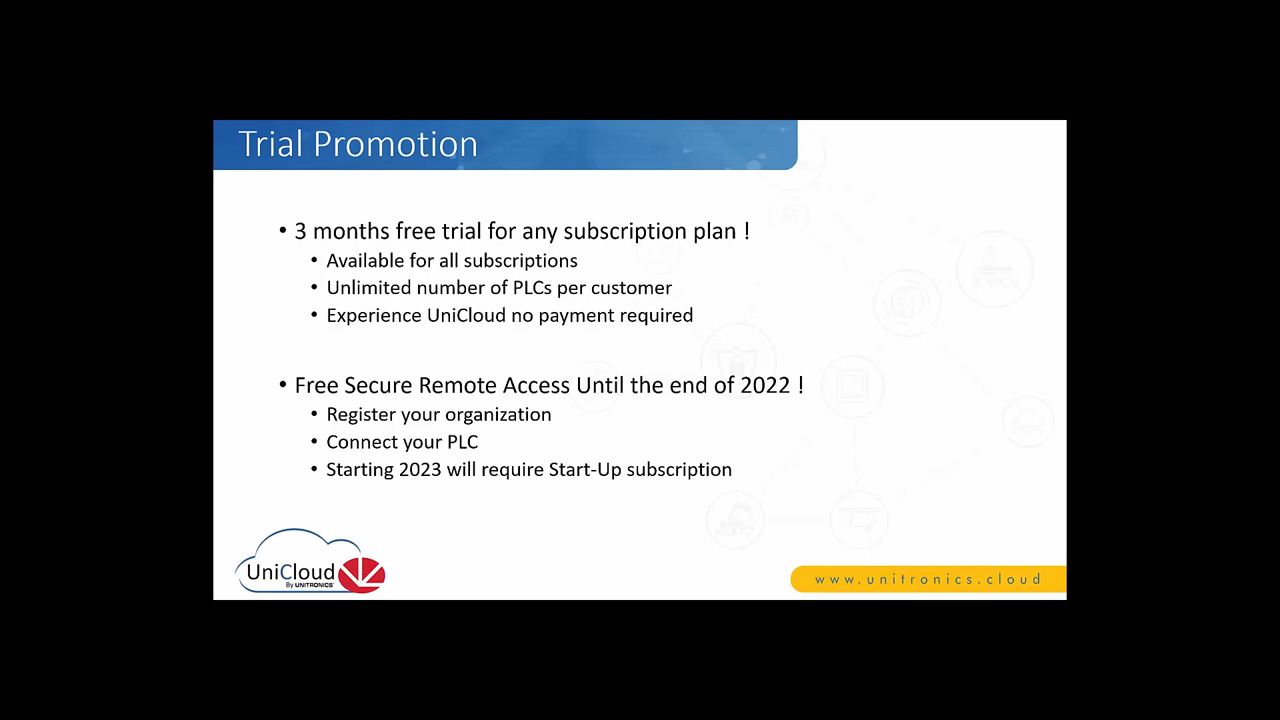 Trial Promotion
• 3 months free trial for any subscription plan !
• Available for all subscriptions
• Unlimited number of PLCs per customer
• Experience UniCloud no payment required
• Free Secure Remote Access Until the end of 2022 !
• Register your organization
• Connect your PLC
• Starting 2023 will require Start-Up subscription
UniCloud
By UNITRONICS
www.unitronics.cloud